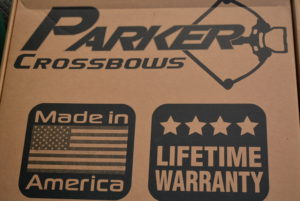 PARKER
CROSSBOWS
Made in
America
LIFETIME
WARRANTY